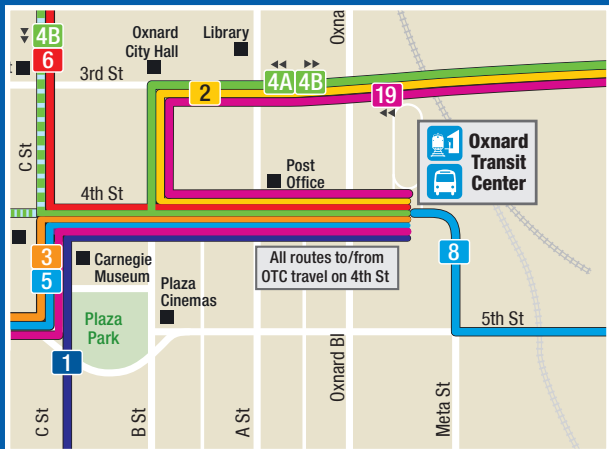 4B
6
Oxnard
City Hall
Library
Oxna
t
3rd St
2
4A
4B
19
Oxnard
Transit
Center
C St
4th St
Post
Office
3
5
Carnegie
Museum
All routes to/from
OTC travel on 4th St
8
Plaza
Cinemas
Plaza
Park
5th St
1
C St
B St
A St
Oxnard Bl
Meta St